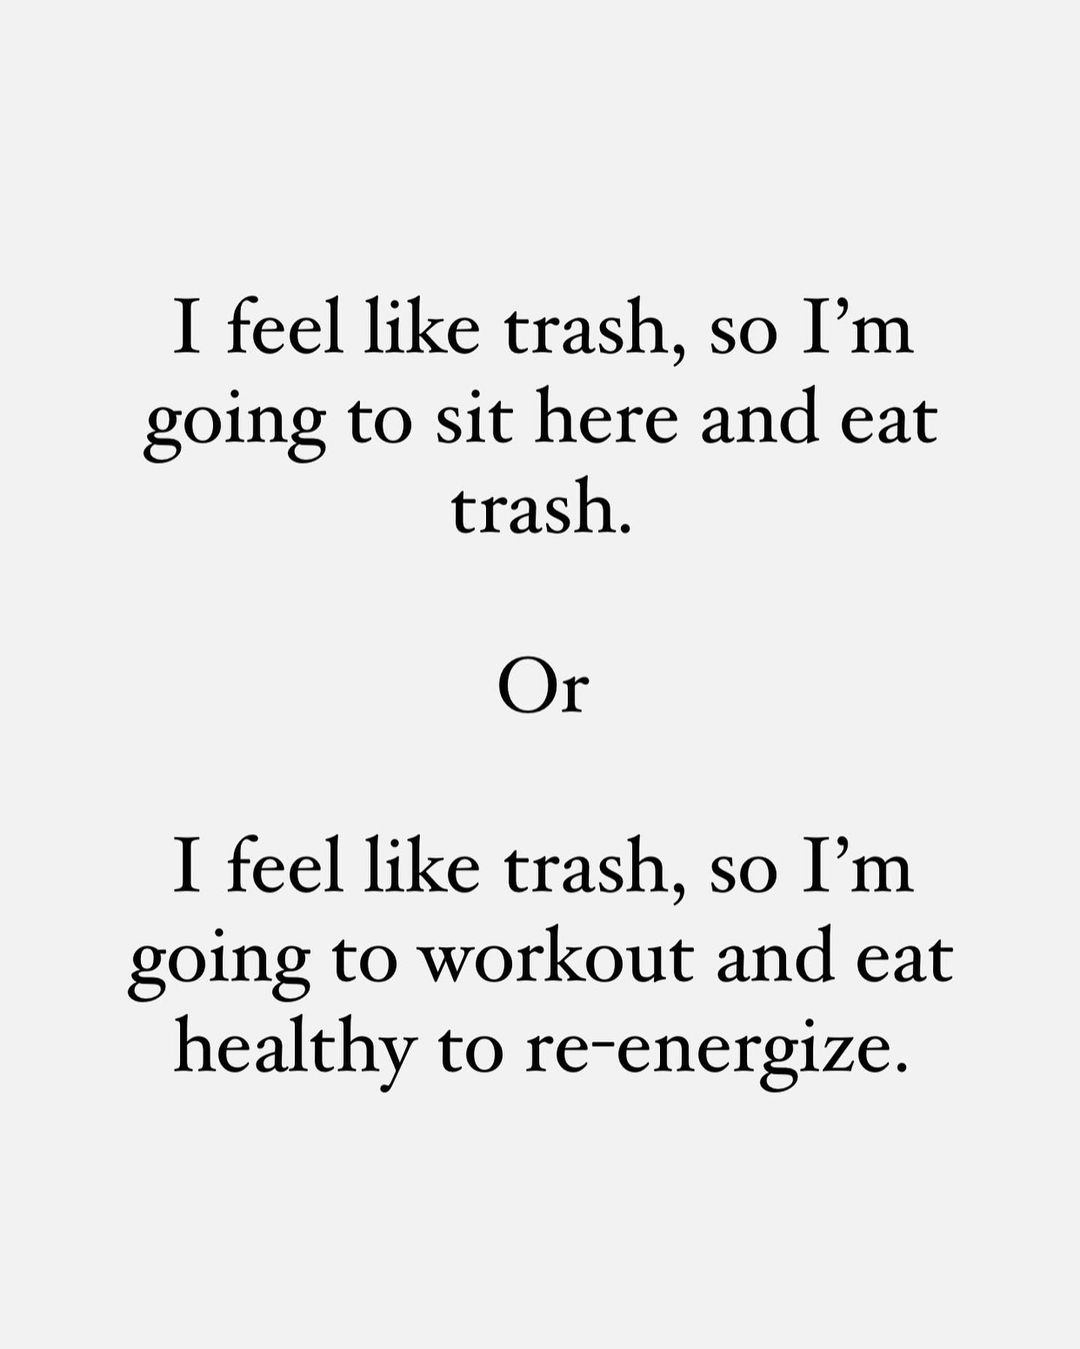 I feel like trash, so I’m
going to sit here and eat
trash.
Or
I feel like trash, so I’m
going to workout and eat
healthy to re-energize.